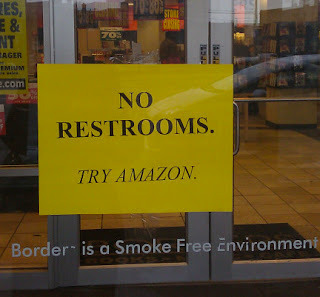 NO
RESTROOMS.
TRY AMAZON.
Border is a Smoke Free Environment